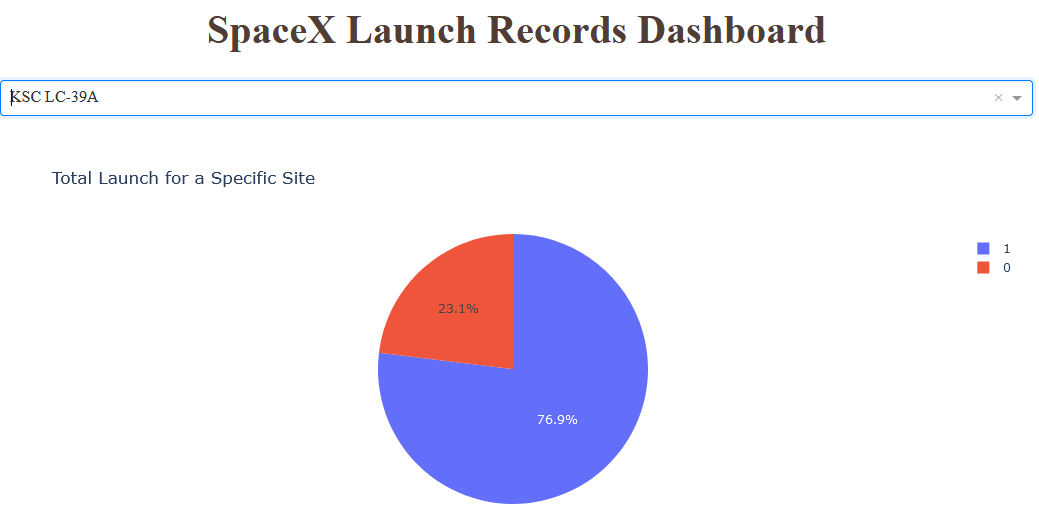 SpaceX Launch Records Dashboard
KSC LC-39A
Total Launch for a Specific Site
1
0
23.1%
76.9%